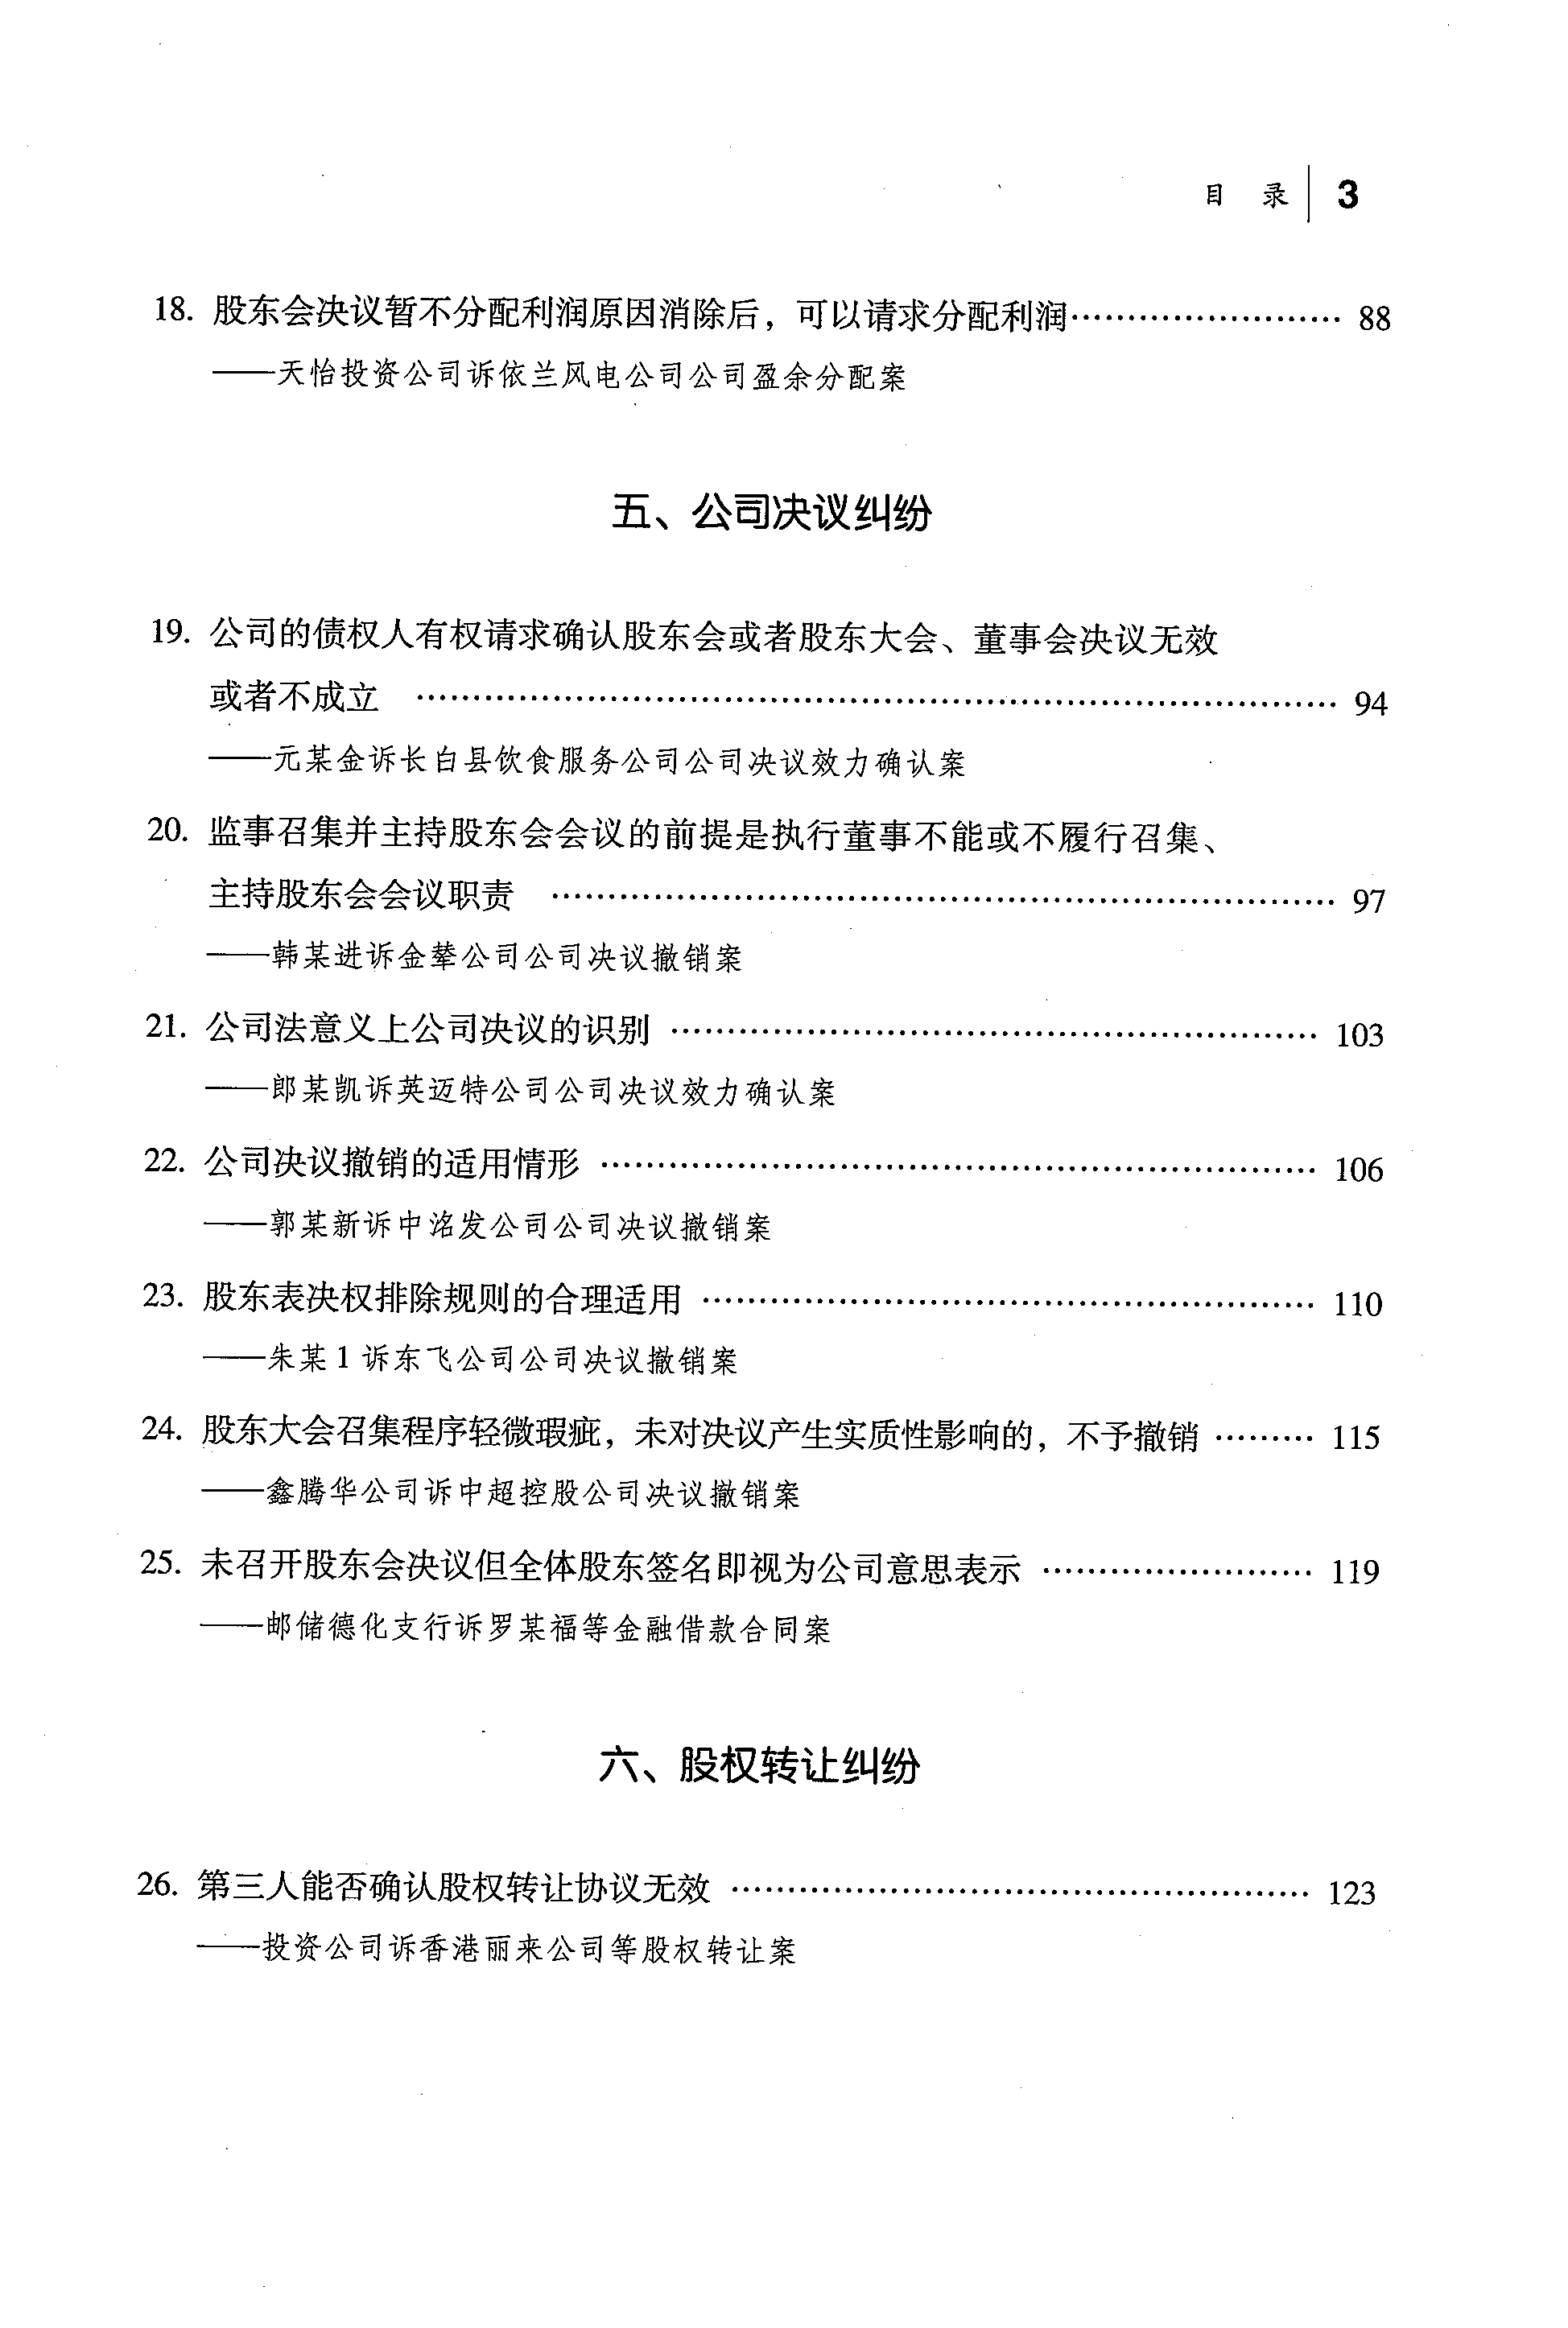 目 录 3
18. 股东会决议暂不分配利润原因消除后，可以请求分配利润…………………… 88
——天怡投资公司诉依兰风电公司公司盈余分配案
五、公司决议纠纷
19. 公司的债权人有权请求确认股东会或者股东大会、董事会决议无效
或者不成立 …………………………………………………………………… 94
——元某金诉长白县饮食服务公司公司决议效力确认案
20. 监事召集并主持股东会会议的前提是执行董事不能或不履行召集、
主持股东会会议职责 ………………………………………………………… 97
——韩某进诉金辇公司公司决议撤销案
21. 公司法意义上公司决议的识别 ……………………………………………… 103
——郎某凯诉英迈特公司公司决议效力确认案
22. 公司决议撤销的适用情形 …………………………………………………… 106
——郭某新诉中洺发公司公司决议撤销案
23. 股东表决权排除规则的合理适用 …………………………………………… 110
——朱某1诉东飞公司公司决议撤销案
24. 股东大会召集程序轻微瑕疵，未对决议产生实质性影响的，不予撤销 ……… 115
——鑫腾华公司诉中超控股公司决议撤销案
25. 未召开股东会决议但全体股东签名即视为公司意思表示 …………………… 119
——邮储德化支行诉罗某福等金融借款合同案
六、股权转让纠纷
26. 第三人能否确认股权转让协议无效 ………………………………………… 123
——投资公司诉香港丽来公司等股权转让案